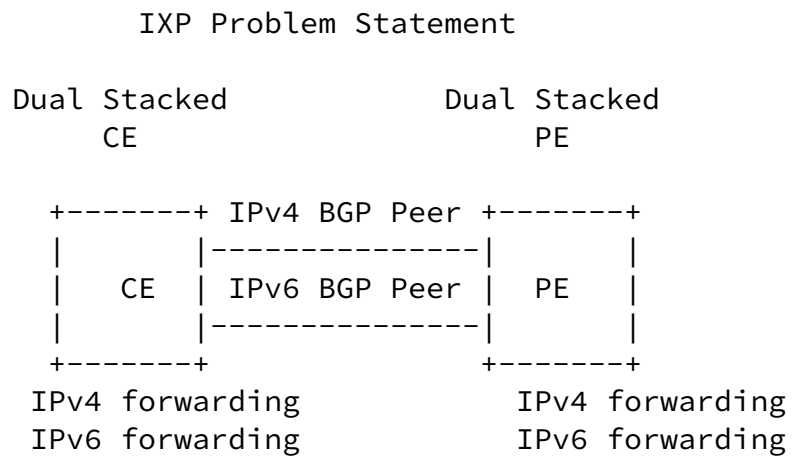 IXP Problem Statement
Dual Stacked Dual Stacked
CE PE
+-------+ IPv4 BGP Peer +-------+
| |---------------| |
| CE | IPv6 BGP Peer | PE |
| |---------------| |
+-------+ +-------+
IPv4 forwarding IPv4 forwarding
IPv6 forwarding IPv6 forwarding